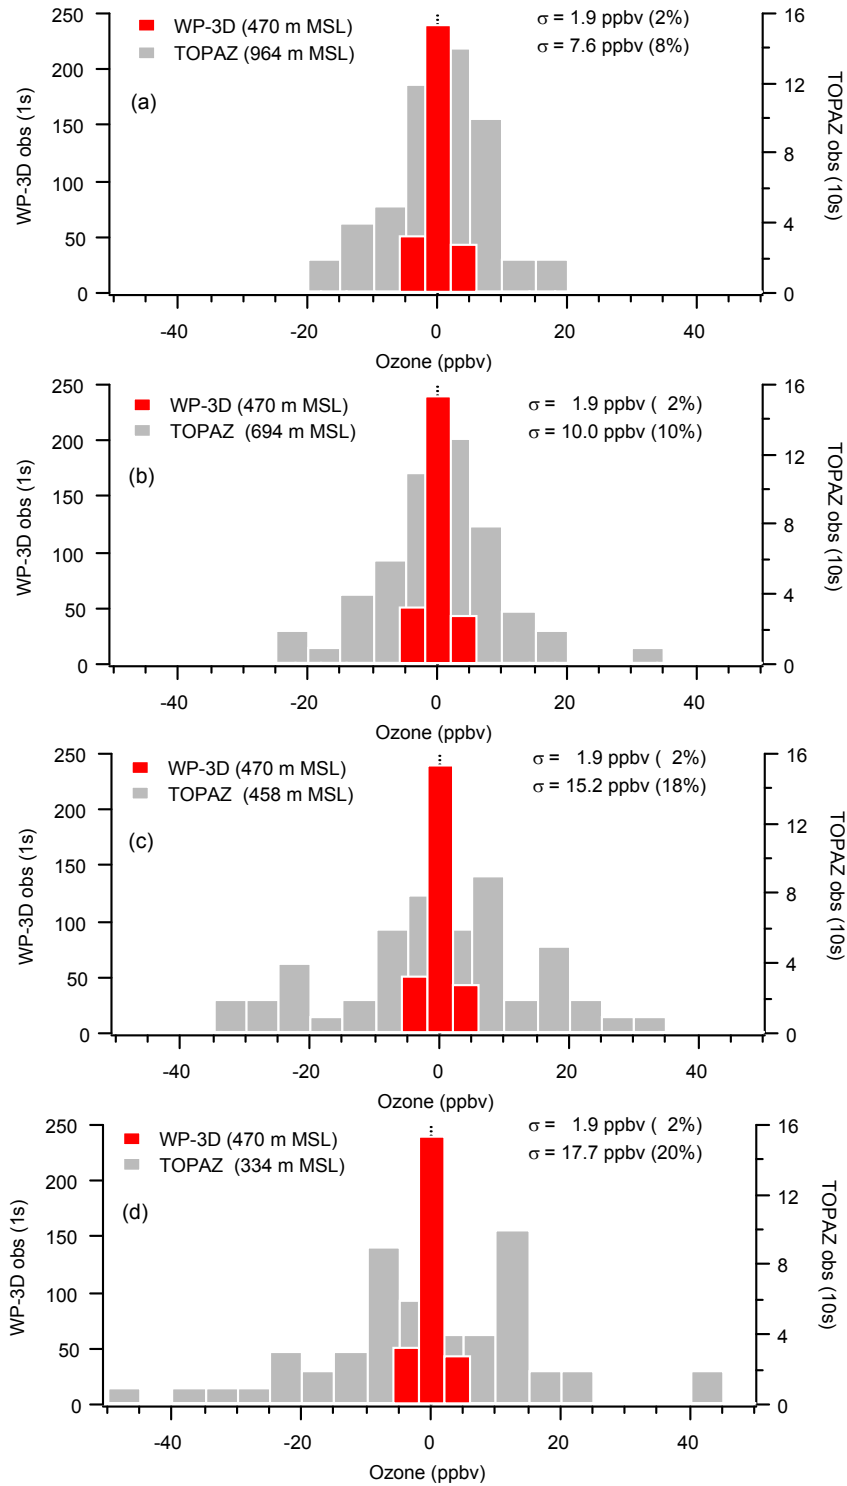 WP-3D (470 m MSL)
TOPAZ (964 m MSL)
σ = 1.9 ppbv (2%)
σ = 7.6 ppbv (8%)
(a)
WP-3D obs (1s)
250
200
150
100
50
0
TOPAZ obs (10s)
16
12
8
4
0
-40 -20 0 20 40
Ozone (ppbv)
WP-3D (470 m MSL)
TOPAZ (694 m MSL)
σ = 1.9 ppbv ( 2%)
σ = 10.0 ppbv (10%)
(b)
WP-3D obs (1s)
250
200
150
100
50
0
TOPAZ obs (10s)
16
12
8
4
0
-40 -20 0 20 40
Ozone (ppbv)
WP-3D (470 m MSL)
TOPAZ (458 m MSL)
σ = 1.9 ppbv ( 2%)
σ = 15.2 ppbv (18%)
(c)
WP-3D obs (1s)
250
200
150
100
50
0
TOPAZ obs (10s)
16
12
8
4
0
-40 -20 0 20 40
Ozone (ppbv)
WP-3D (470 m MSL)
TOPAZ (334 m MSL)
σ = 1.9 ppbv ( 2%)
σ = 17.7 ppbv (20%)
(d)
WP-3D obs (1s)
250
200
150
100
50
0
TOPAZ obs (10s)
16
12
8
4
0
-40 -20 0 20 40
Ozone (ppbv)